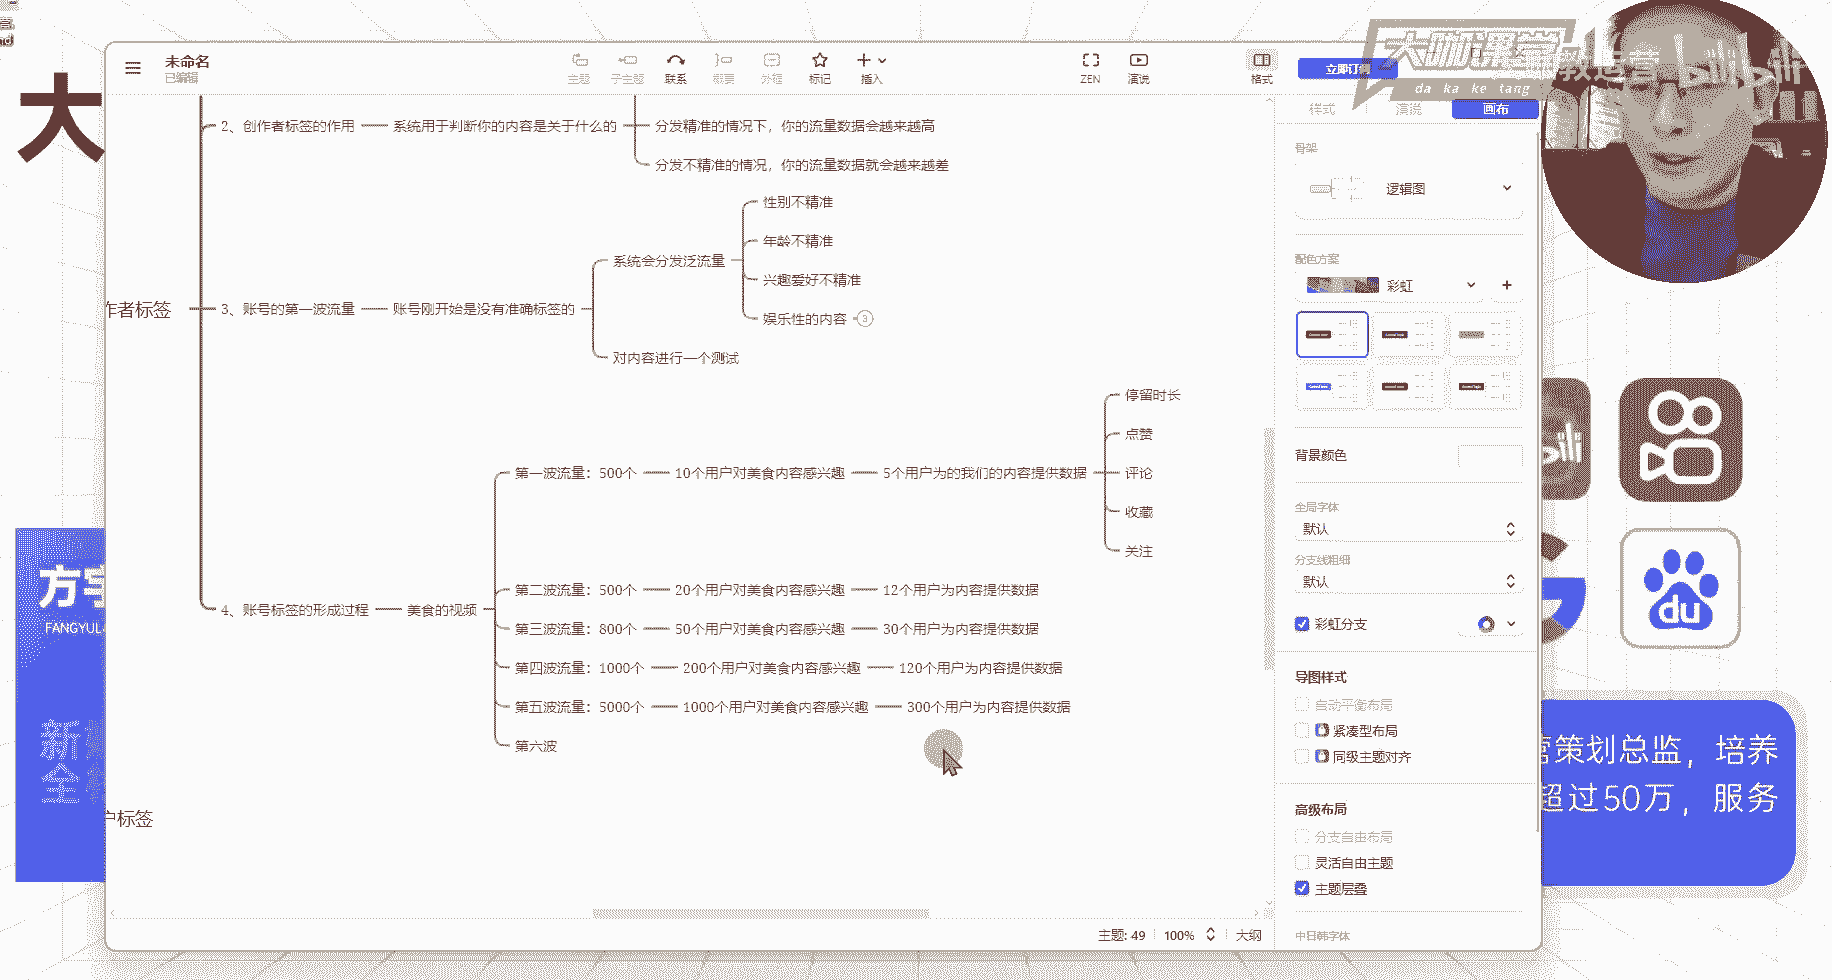 未命名
已编辑
主题
子主题
联系
概要
外框
标记
插入
ZEN
演说
格式
大咖课堂
da ka ke tang
教运营
bilibili
样式
演说
画布
大
2、创作者标签的作用
系统用于判断你的内容是关于什么的
分发精准的情况下，你的流量数据会越来越高
分发不精准的情况，你的流量数据就会越来越差
作者标签
3、账号的第一波流量
账号刚开始是没有准确标签的
系统会分发泛流量
性别不精准
年龄不精准
兴趣爱好不精准
娱乐性的内容
3
对内容进行一个测试
4、账号标签的形成过程
美食的视频
第一波流量：500个
10个用户对美食内容感兴趣
5个用户为的我们的内容提供数据
停留时长
点赞
评论
收藏
关注
第二波流量：500个
20个用户对美食内容感兴趣
12个用户为内容提供数据
第三波流量：800个
50个用户对美食内容感兴趣
30个用户为内容提供数据
第四波流量：1000个
200个用户对美食内容感兴趣
120个用户为内容提供数据
第五波流量：5000个
1000个用户对美食内容感兴趣
300个用户为内容提供数据
第六波
户标签
骨架
逻辑图
配色方案
彩虹
背景颜色
全局字体
默认
分支线粗细
默认
彩虹分支
导图样式
自动平衡布局
紧凑型布局
同级主题对齐
高级布局
分支自由布局
灵活自由主题
主题层叠
中日韩字体
主题: 49
100%
大纲
FANGYU
du
营策划总监，培养
超过50万，服务